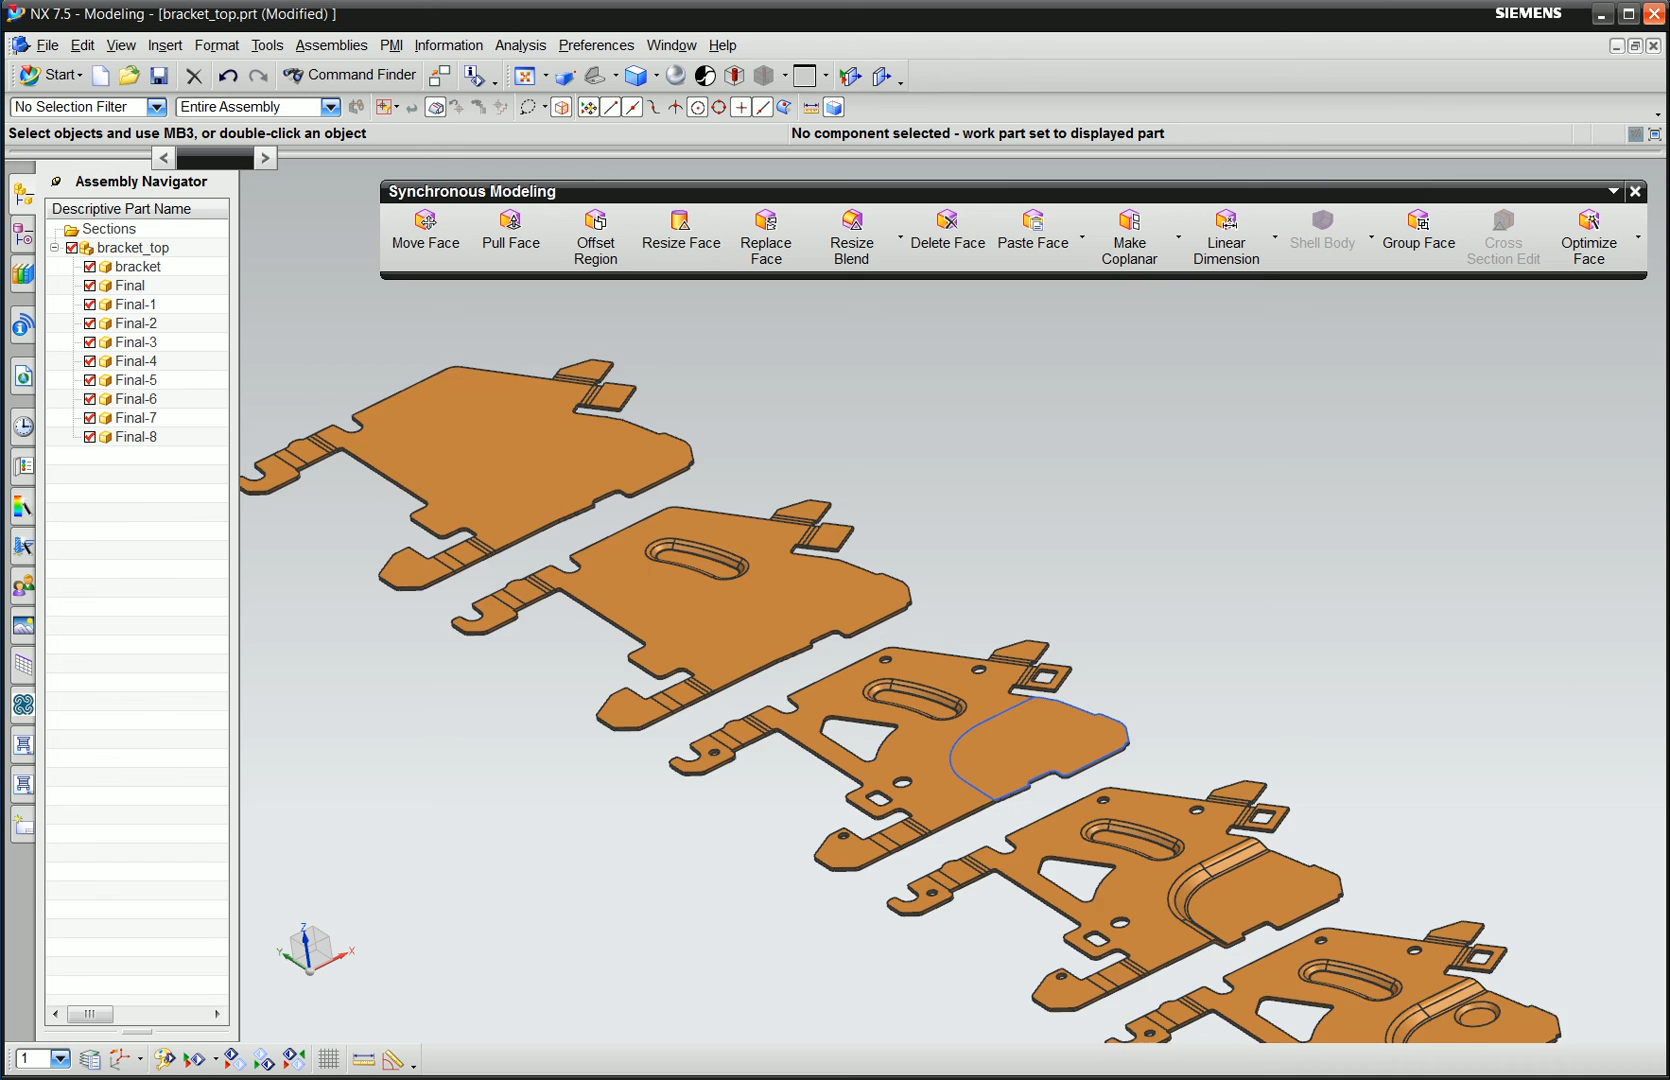 NX 7.5 - Modeling - [bracket_top.prt (Modified) ]
SIEMENS
File Edit View Insert Format Tools Assemblies PMI Information Analysis Preferences Window Help
Start
Command Finder
No Selection Filter
Entire Assembly
Select objects and use MB3, or double-click an object
No component selected - work part set to displayed part
Assembly Navigator
Descriptive Part Name
Sections
bracket_top
bracket
Final
Final-1
Final-2
Final-3
Final-4
Final-5
Final-6
Final-7
Final-8
Synchronous Modeling
Move Face
Pull Face
Offset
Region
Resize Face
Replace
Face
Resize
Blend
Delete Face
Paste Face
Make
Coplanar
Linear
Dimension
Shell Body
Group Face
Cross
Section Edit
Optimize
Face
Z
Y
X
1